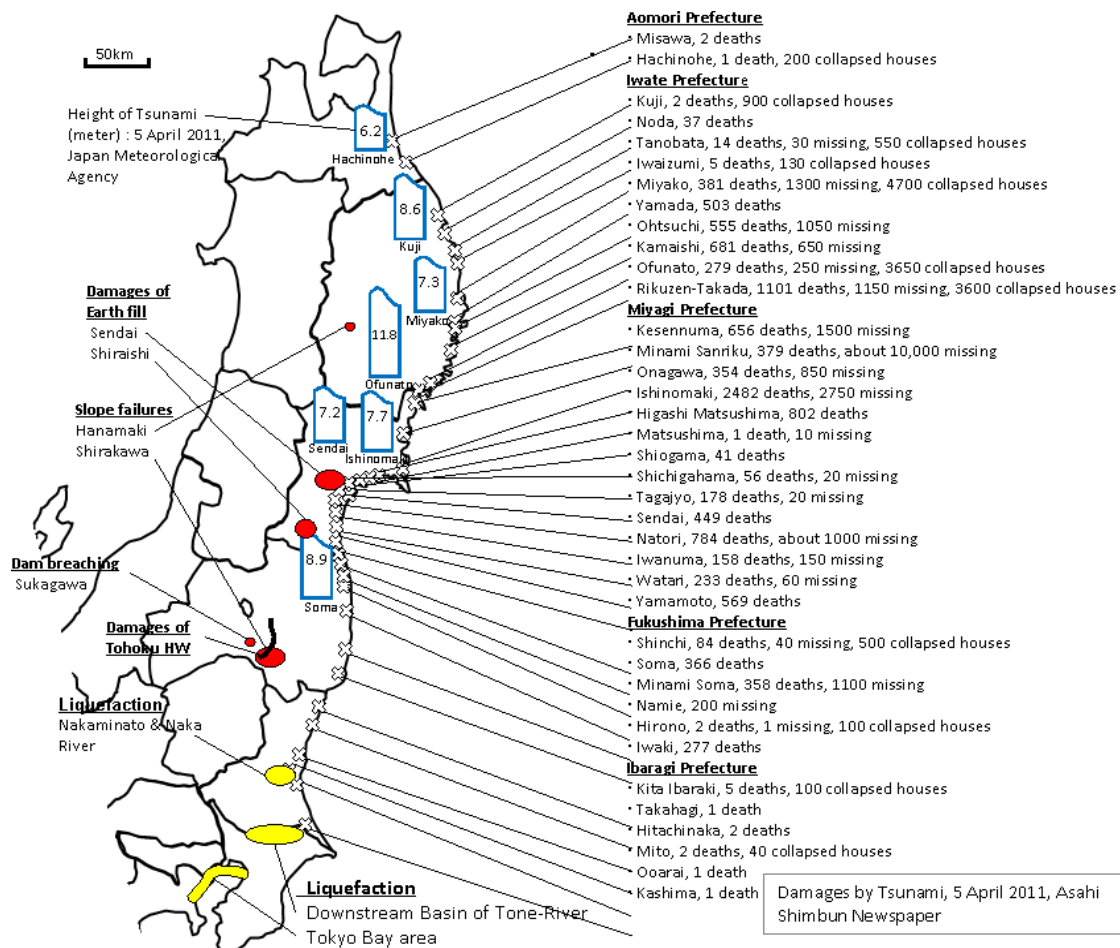 50km
Height of Tsunami
(meter) : 5 April 2011,
Japan Meteorological
Agency
6.2
Hachinohe
8.6
Kuji
7.3
Miyako
11.8
Ofunato
7.2
Sendai
7.7
Ishinomaki
8.9
Soma
Damages of
Earth fill
Sendai
Shiraishi
Slope failures
Hanamaki
Shirakawa
Dam breaching
Sukagawa
Damages of
Tohoku HW
Liquefaction
Nakaminato & Naka
River
Liquefaction
Downstream Basin of Tone-River
Tokyo Bay area
Aomori Prefecture
· Misawa, 2 deaths
· Hachinohe, 1 death, 200 collapsed houses
Iwate Prefecture
· Kuji, 2 deaths, 900 collapsed houses
· Noda, 37 deaths
· Tanobata, 14 deaths, 30 missing, 550 collapsed houses
· Iwaizumi, 5 deaths, 130 collapsed houses
· Miyako, 381 deaths, 1300 missing, 4700 collapsed houses
· Yamada, 503 deaths
· Ohtsuchi, 555 deaths, 1050 missing
· Kamaishi, 681 deaths, 650 missing
· Ofunato, 279 deaths, 250 missing, 3650 collapsed houses
· Rikuzen-Takada, 1101 deaths, 1150 missing, 3600 collapsed houses
Miyagi Prefecture
· Kesennuma, 656 deaths, 1500 missing
· Minami Sanriku, 379 deaths, about 10,000 missing
· Onagawa, 354 deaths, 850 missing
· Ishinomaki, 2482 deaths, 2750 missing
· Higashi Matsushima, 802 deaths
· Matsushima, 1 death, 10 missing
· Shiogama, 41 deaths
· Shichigahama, 56 deaths, 20 missing
· Tagajyo, 178 deaths, 20 missing
· Sendai, 449 deaths
· Natori, 784 deaths, about 1000 missing
· Iwanuma, 158 deaths, 150 missing
· Watari, 233 deaths, 60 missing
· Yamamoto, 569 deaths
Fukushima Prefecture
· Shinchi, 84 deaths, 40 missing, 500 collapsed houses
· Soma, 366 deaths
· Minami Soma, 358 deaths, 1100 missing
· Namie, 200 missing
· Hirono, 2 deaths, 1 missing, 100 collapsed houses
· Iwaki, 277 deaths
Ibaragi Prefecture
· Kita Ibaraki, 5 deaths, 100 collapsed houses
· Takahagi, 1 death
· Hitachinaka, 2 deaths
· Mito, 2 deaths, 40 collapsed houses
· Ooarai, 1 death
· Kashima, 1 death
Damages by Tsunami, 5 April 2011, Asahi
Shimbun Newspaper